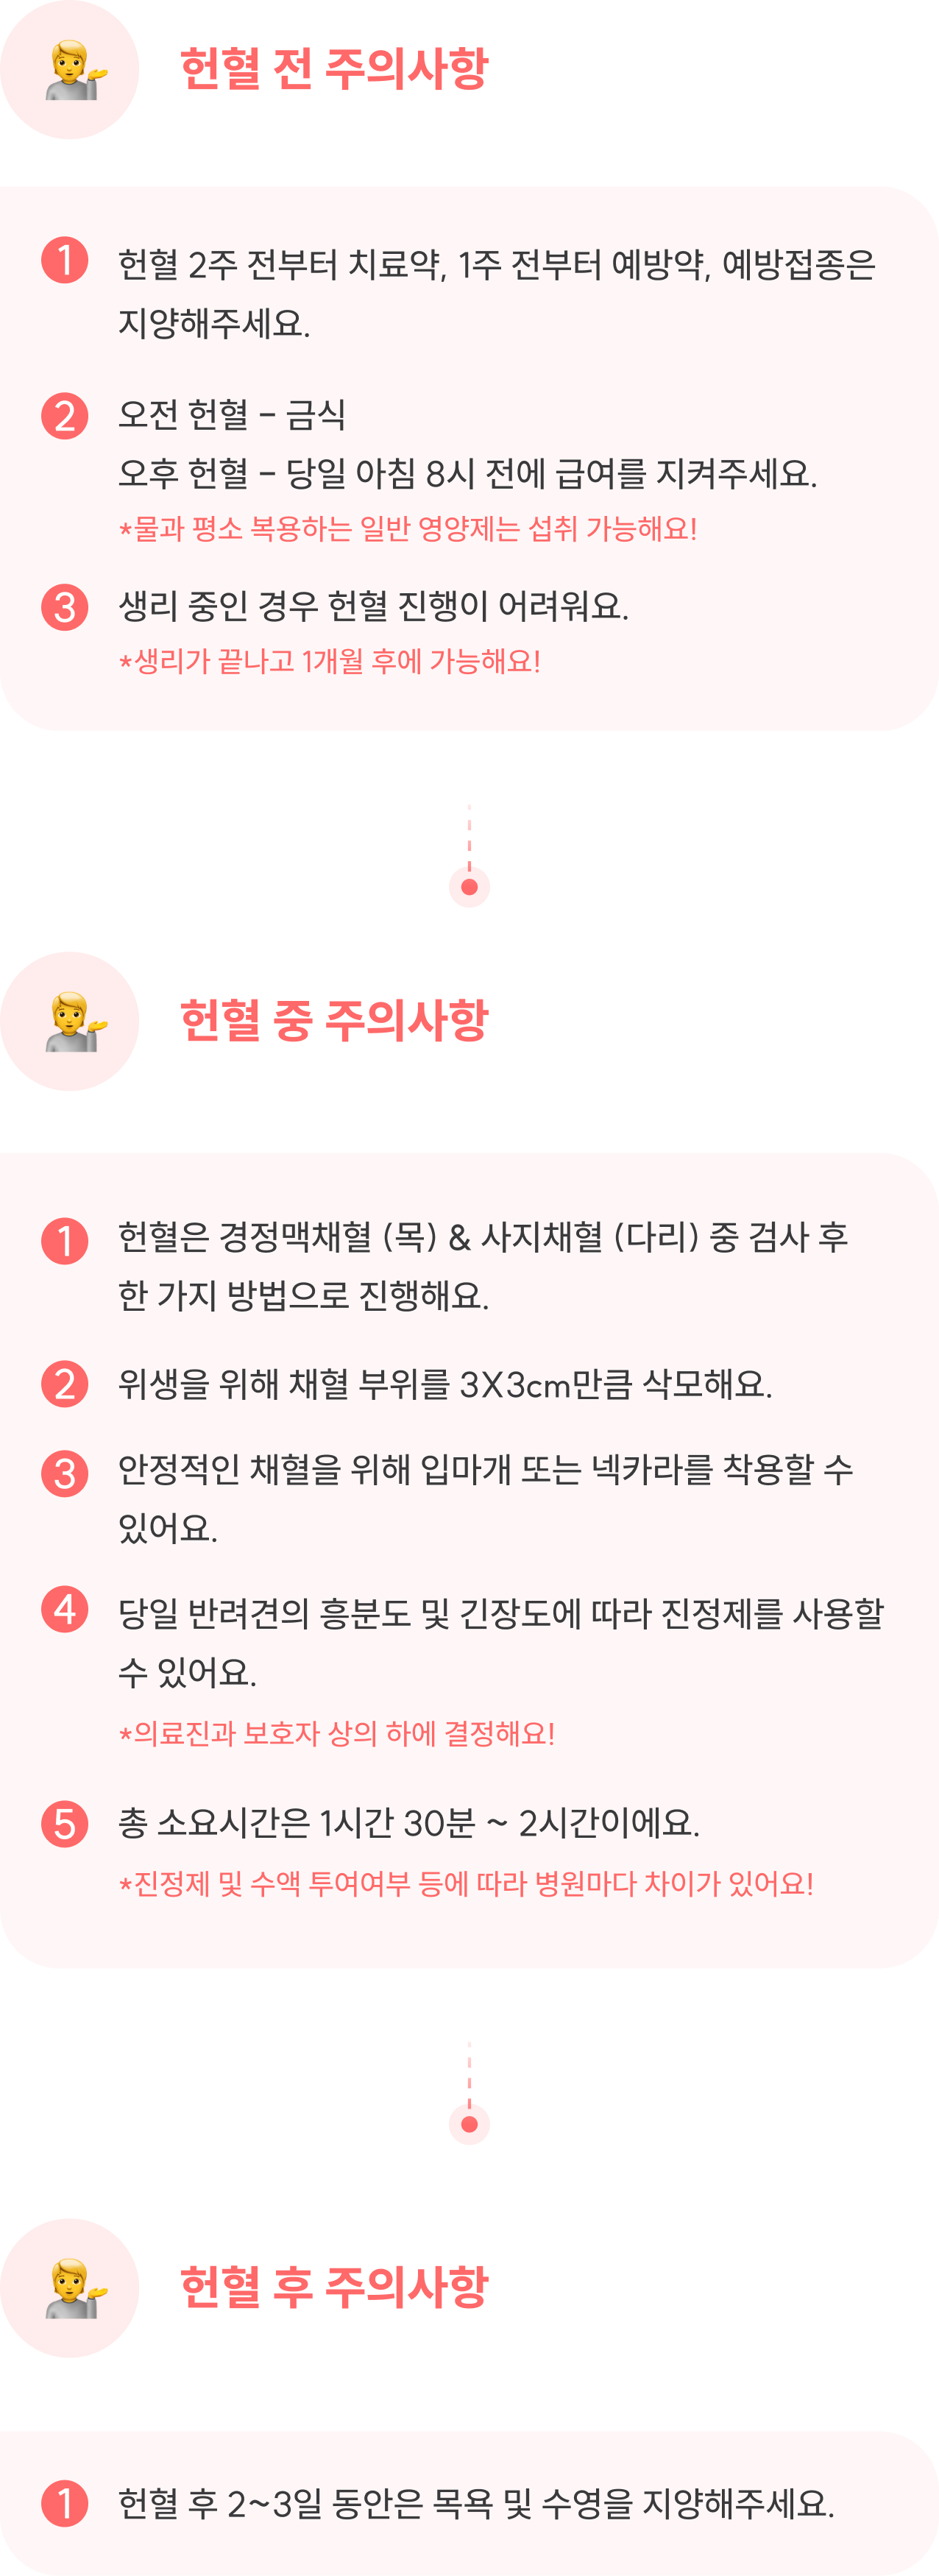 헌혈 전 주의사항
1 헌혈 2주 전부터 치료약, 1주 전부터 예방약, 예방접종은
지양해주세요.
2 오전 헌혈 – 금식
오후 헌혈 – 당일 아침 8시 전에 급여를 지켜주세요.
*물과 평소 복용하는 일반 영양제는 섭취 가능해요!
3 생리 중인 경우 헌혈 진행이 어려워요.
*생리가 끝나고 1개월 후에 가능해요!
헌혈 중 주의사항
1 헌혈은 경정맥채혈 (목) & 사지채혈 (다리) 중 검사 후
한 가지 방법으로 진행해요.
2 위생을 위해 채혈 부위를 3X3cm만큼 삭모해요.
3 안정적인 채혈을 위해 입마개 또는 넥카라를 착용할 수
있어요.
4 당일 반려견의 흥분도 및 긴장도에 따라 진정제를 사용할
수 있어요.
*의료진과 보호자 상의 하에 결정해요!
5 총 소요시간은 1시간 30분 ~ 2시간이에요.
*진정제 및 수액 투여여부 등에 따라 병원마다 차이가 있어요!
헌혈 후 주의사항
1 헌혈 후 2~3일 동안은 목욕 및 수영을 지양해주세요.